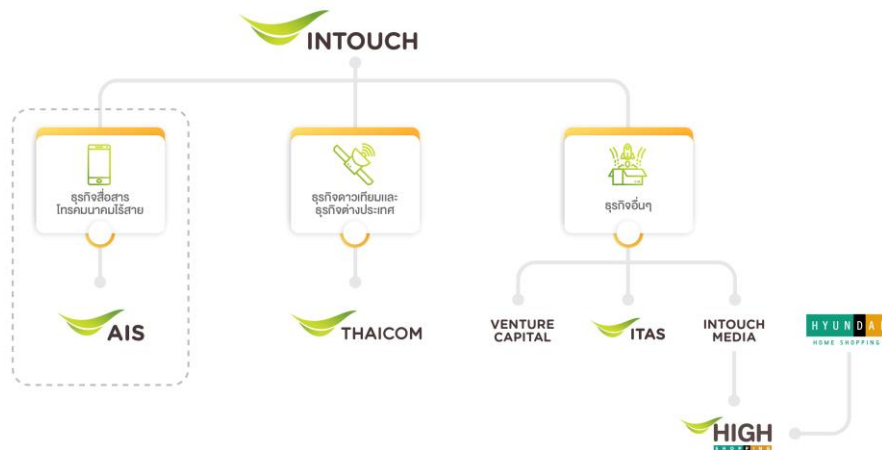 INTOUCH
ธุรกิจสื่อสาร
โทรคมนาคมไร้สาย
ธุรกิจดาวเทียมและ
ธุรกิจต่างประเทศ
ธุรกิจอื่นๆ
AIS
THAICOM
VENTURE
CAPITAL
ITAS
INTOUCH
MEDIA
HYUNDA
HOME SHOPPING
HIGH
SHOPPING